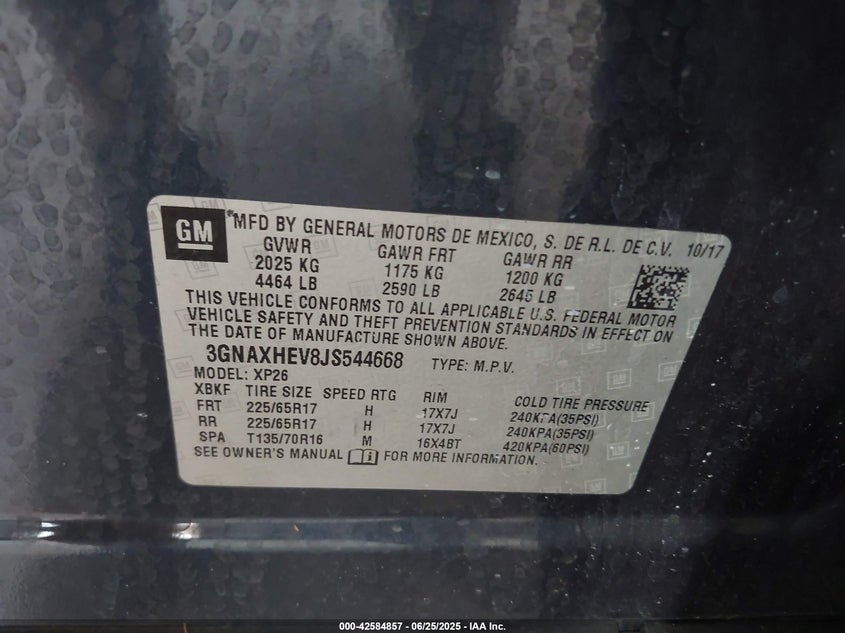 GM
MFD BY GENERAL MOTORS DE MEXICO, S. DE R.L. DE C.V. 10/17
GVWR GAWR FRT GAWR RR
2025 KG 1175 KG 1200 KG
4464 LB 2590 LB 2645 LB
THIS VEHICLE CONFORMS TO ALL APPLICABLE U.S. FEDERAL MOTOR
VEHICLE SAFETY AND THEFT PREVENTION STANDARDS IN EFFECT ON
THE DATE OF MANUFACTURE SHOWN ABOVE.
3GNAXHEV8JS544668 TYPE: M.P.V.
MODEL: XP26
XBKF TIRE SIZE SPEED RTG RIM COLD TIRE PRESSURE
FRT 225/65R17 H 17X7J 240KPA(35PSI)
RR 225/65R17 H 17X7J 240KPA(35PSI)
SPA T135/70R16 M 16X4BT 420KPA(60PSI)
SEE OWNER'S MANUAL FOR MORE INFORMATION.
000-42584857 - 06/25/2025 - IAA Inc.